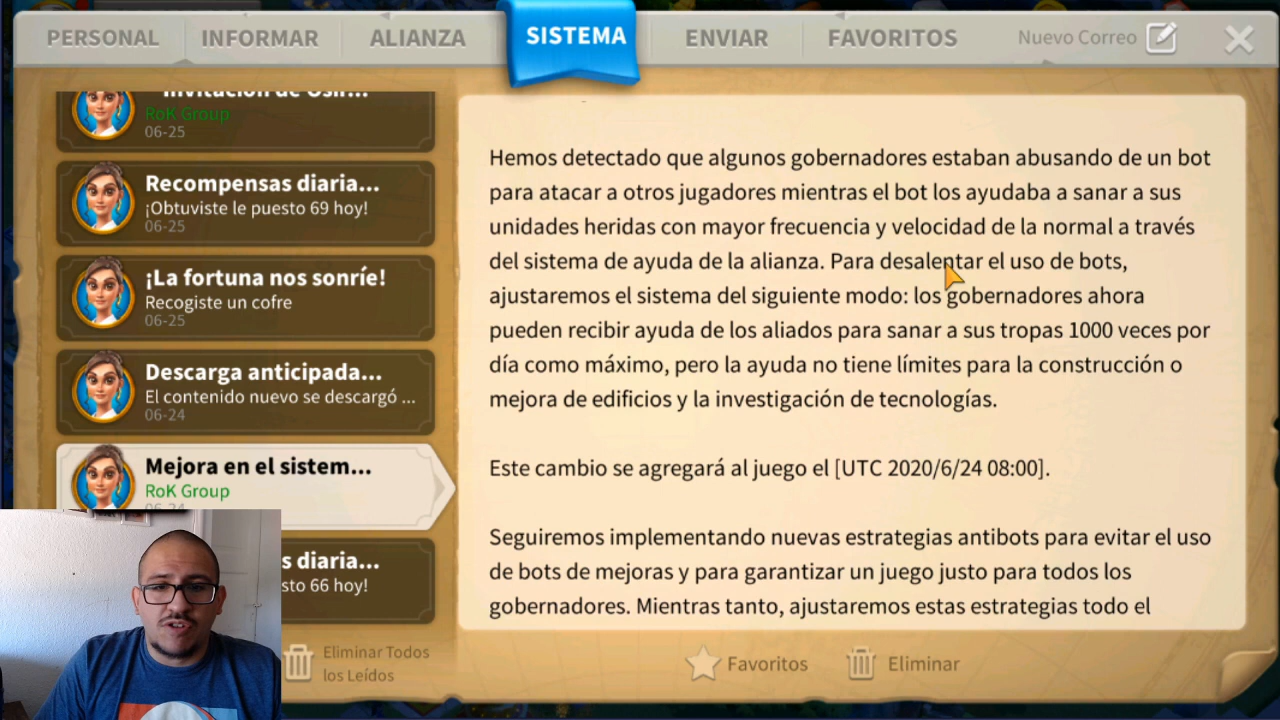 PERSONAL
INFORMAR
ALIANZA
SISTEMA
ENVIAR
FAVORITOS
Nuevo Correo
RoK Group
06-25
Recompensas diaria...
¡Obtuviste le puesto 69 hoy!
06-25
¡La fortuna nos sonríe!
Recogiste un cofre
06-25
Descarga anticipada...
El contenido nuevo se descargó ...
06-24
Mejora en el sistem...
RoK Group
s diaria...
sto 66 hoy!
Eliminar Todos
los Leídos
Hemos detectado que algunos gobernadores estaban abusando de un bot
para atacar a otros jugadores mientras el bot los ayudaba a sanar a sus
unidades heridas con mayor frecuencia y velocidad de la normal a través
del sistema de ayuda de la alianza. Para desalentar el uso de bots,
ajustaremos el sistema del siguiente modo: los gobernadores ahora
pueden recibir ayuda de los aliados para sanar a sus tropas 1000 veces por
día como máximo, pero la ayuda no tiene límites para la construcción o
mejora de edificios y la investigación de tecnologías.
Este cambio se agregará al juego el [UTC 2020/6/24 08:00].
Seguiremos implementando nuevas estrategias antibots para evitar el uso
de bots de mejoras y para garantizar un juego justo para todos los
gobernadores. Mientras tanto, ajustaremos estas estrategias todo el
Favoritos
Eliminar